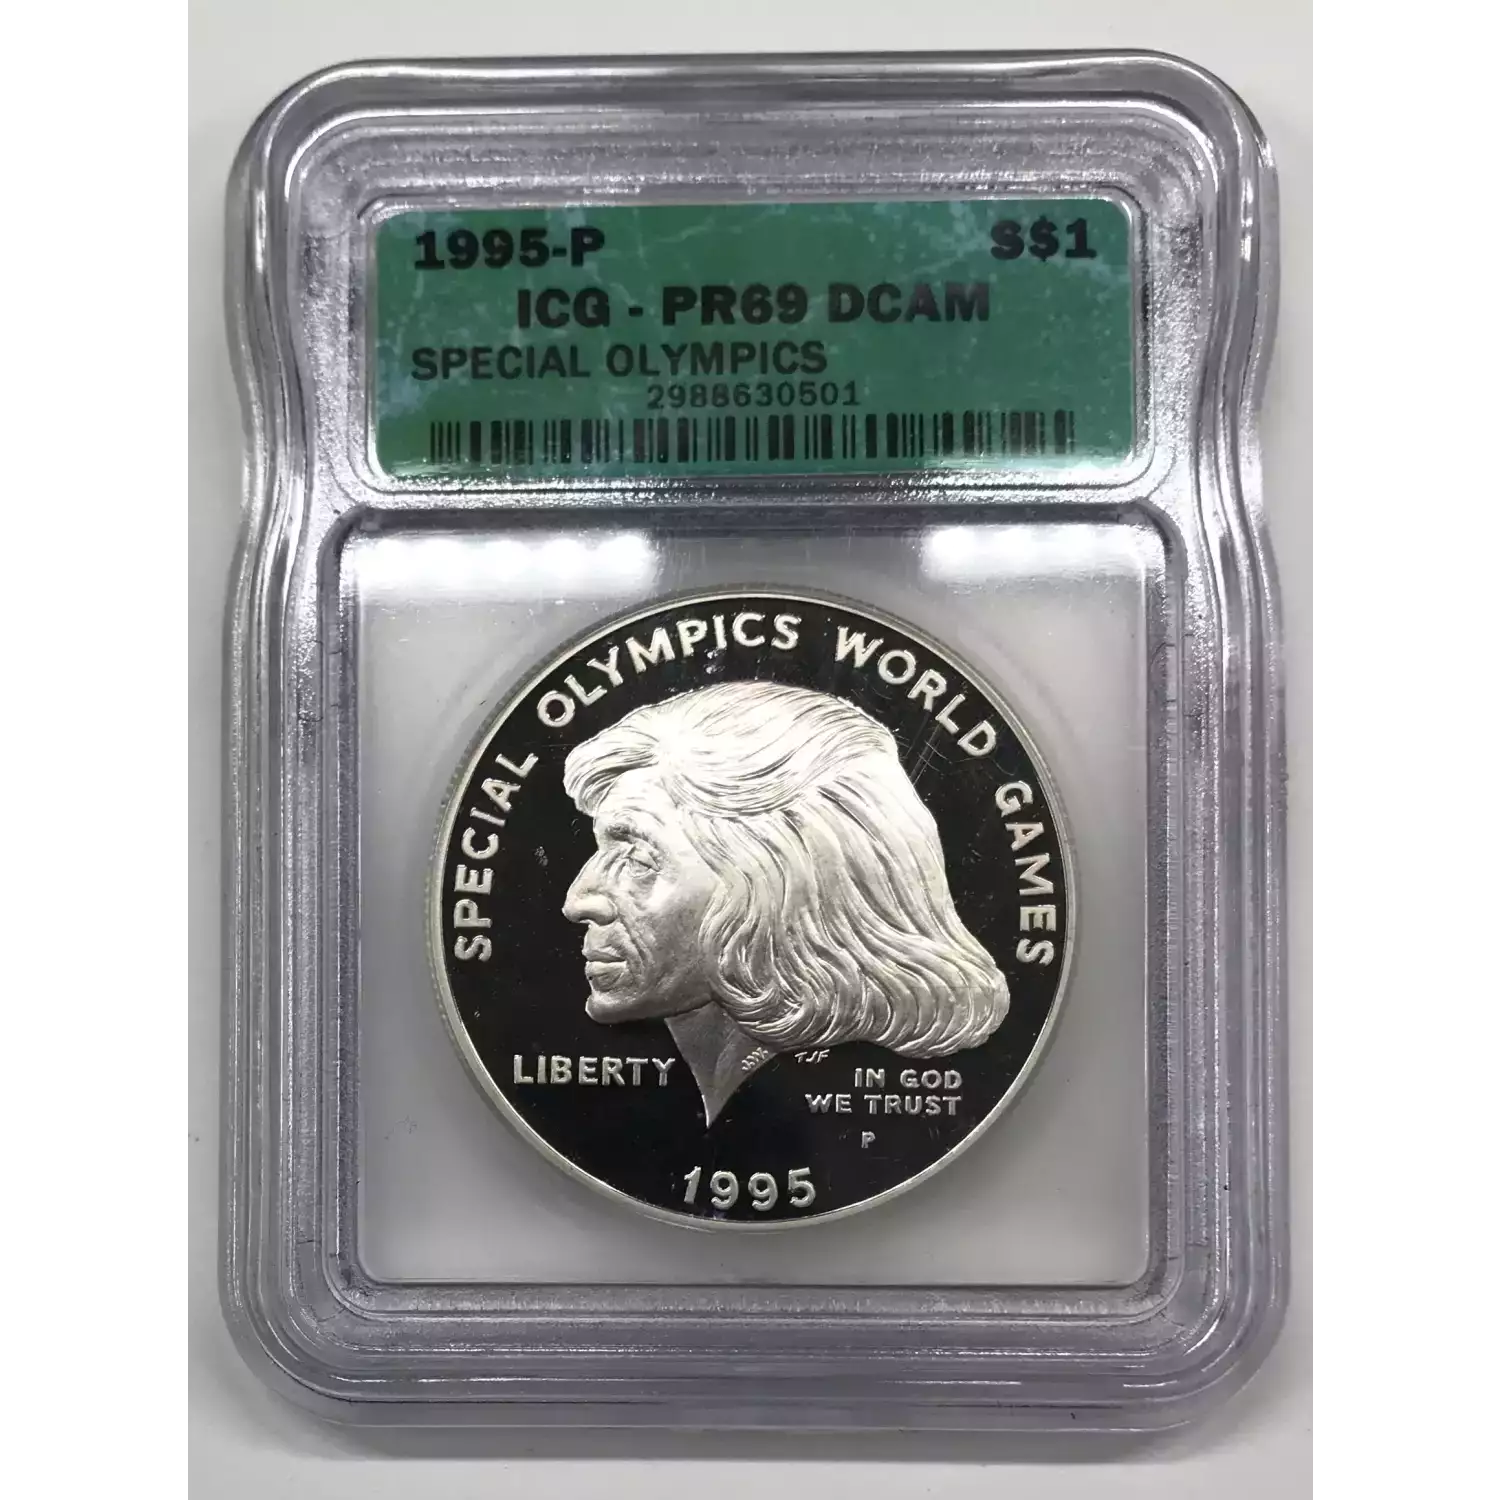 1995-P S$1
ICG - PR69 DCAM
SPECIAL OLYMPICS
2988630501
SPECIAL OLYMPICS WORLD GAMES
LIBERTY
TJF
IN GOD
WE TRUST
P
1995